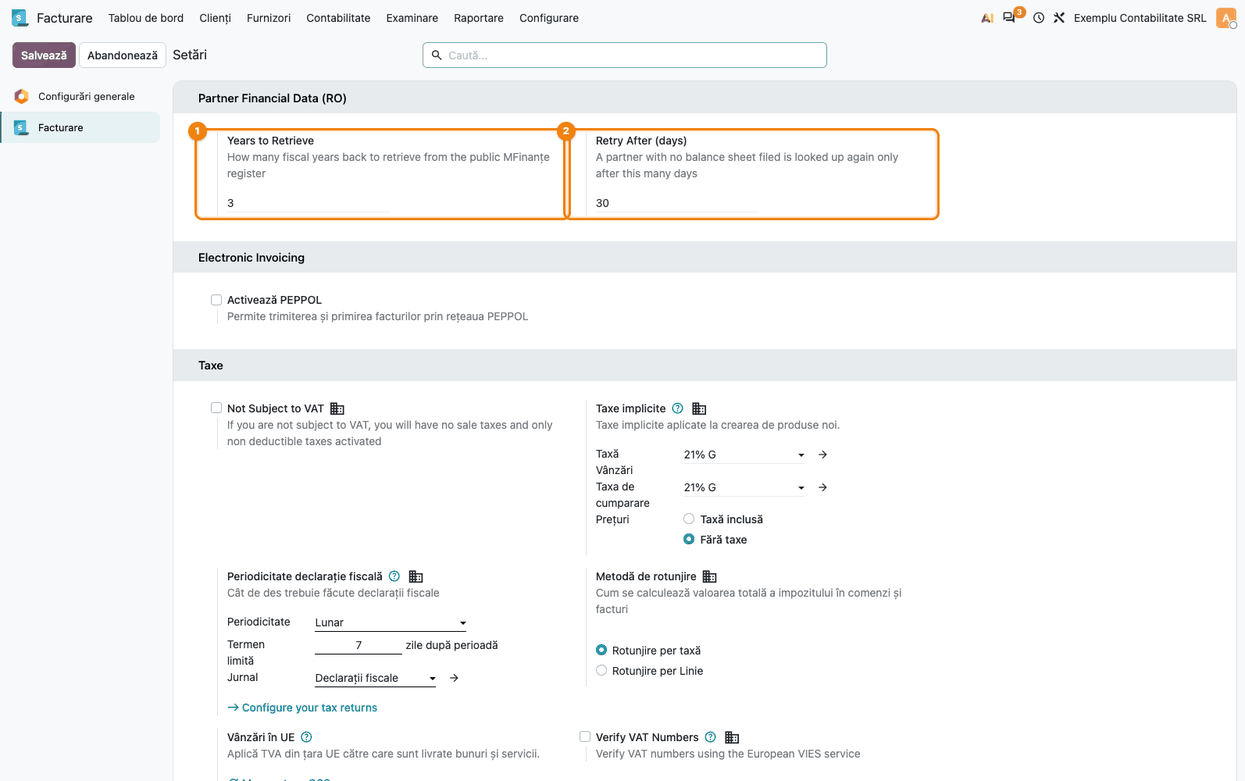 Facturare Tablou de bord Clienți Furnizori Contabilitate Examinare Raportare Configurare AI 3 Exemplu Contabilitate SRL A
Salvează Abandonează Setări Caută...
Configurări generale
Facturare
Partner Financial Data (RO)
1 2
Years to Retrieve Retry After (days)
How many fiscal years back to retrieve from the public MFinanțe A partner with no balance sheet filed is looked up again only
register after this many days
3 30
Electronic Invoicing
Activează PEPPOL
Permite trimiterea și primirea facturilor prin rețeaua PEPPOL
Taxe
Not Subject to VAT
If you are not subject to VAT, you will have no sale taxes and only
non deductible taxes activated
Taxe implicite ?
Taxe implicite aplicate la crearea de produse noi.
Taxă 21% G
Vânzări
Taxa de 21% G
cumparare
Prețuri Taxă inclusă
Fără taxe
Periodicitate declarație fiscală ?
Cât de des trebuie făcute declarații fiscale
Periodicitate Lunar
Termen 7 zile după perioadă
limită
Jurnal Declarații fiscale
Configure your tax returns
Metodă de rotunjire
Cum se calculează valoarea totală a impozitului în comenzi și
facturi
Rotunjire per taxă
Rotunjire per Linie
Vânzări în UE ?
Aplică TVA din țara UE către care sunt livrate bunuri și servicii.
Verify VAT Numbers ?
Verify VAT numbers using the European VIES service